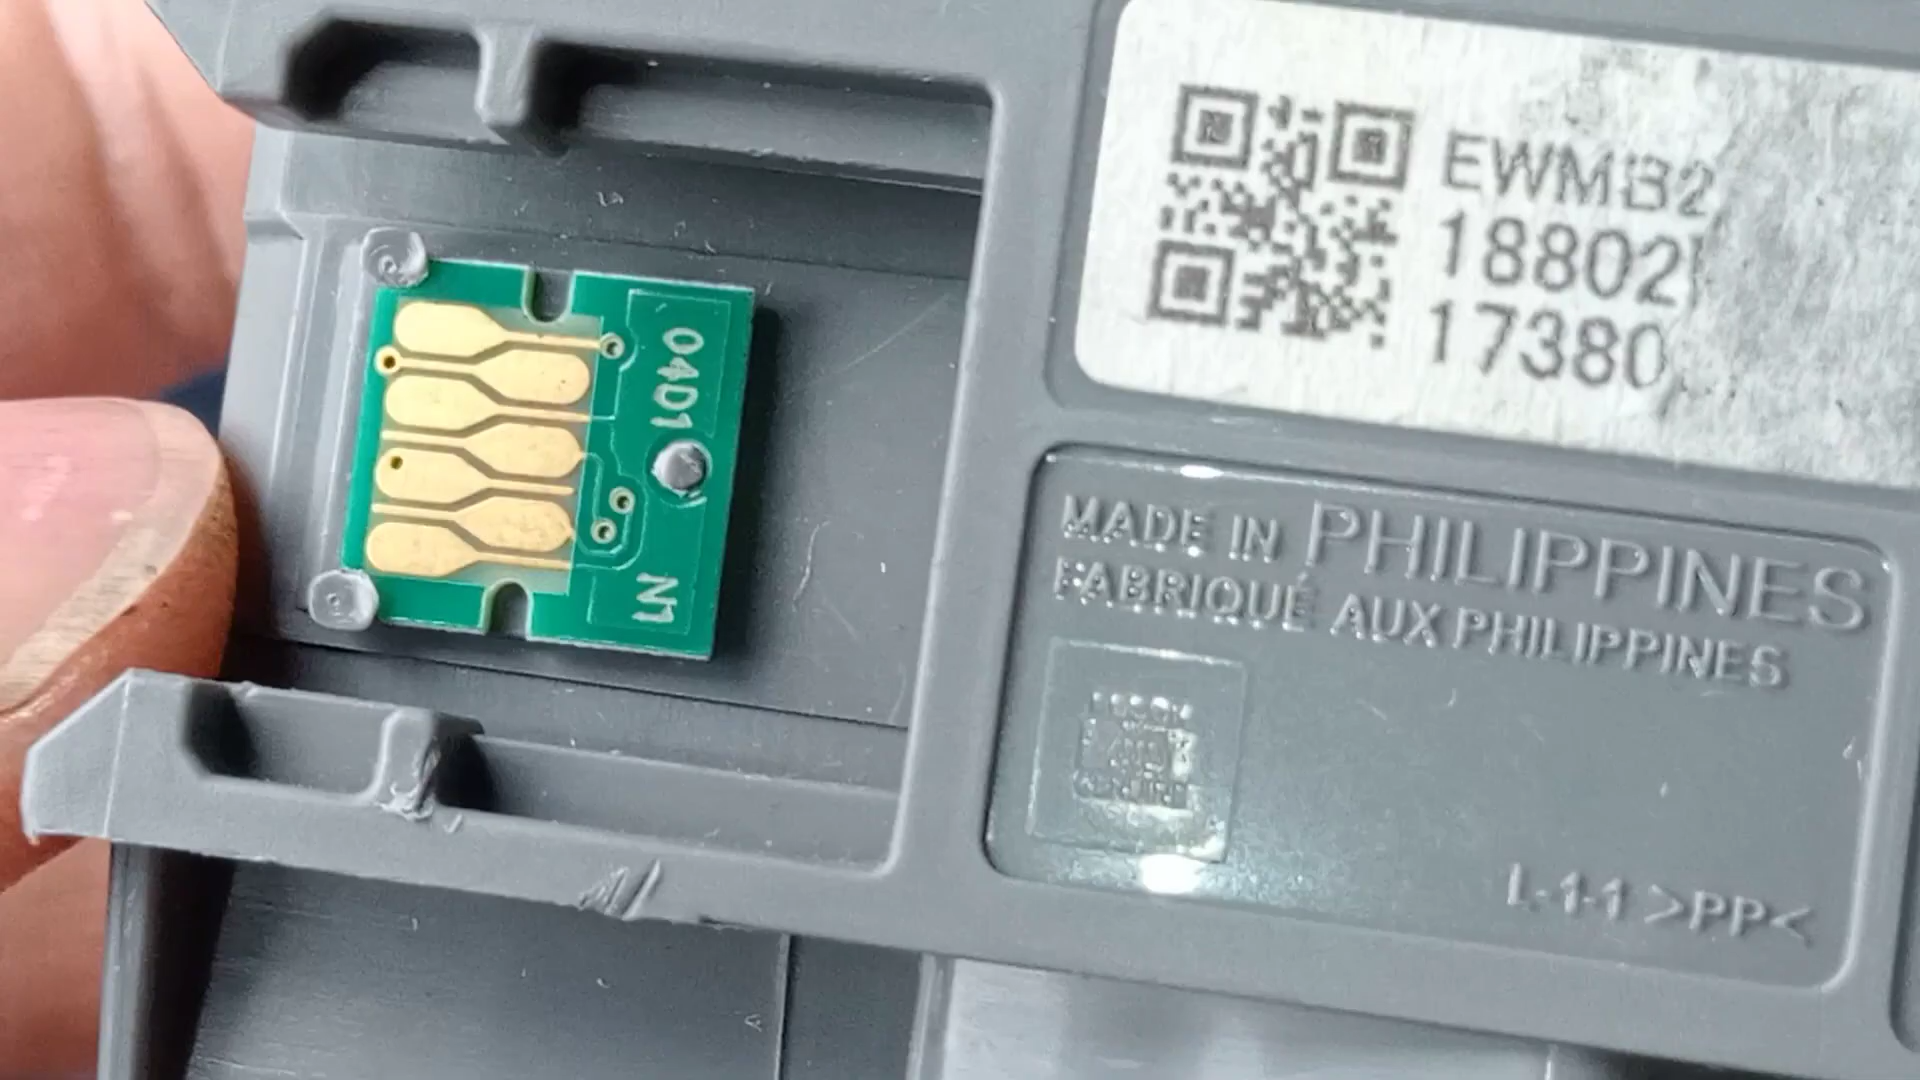 04D1
N1
EWMB2
18802
17380
MADE IN PHILIPPINES
FABRIQUÉ AUX PHILIPPINES
L-1-1 >PP<